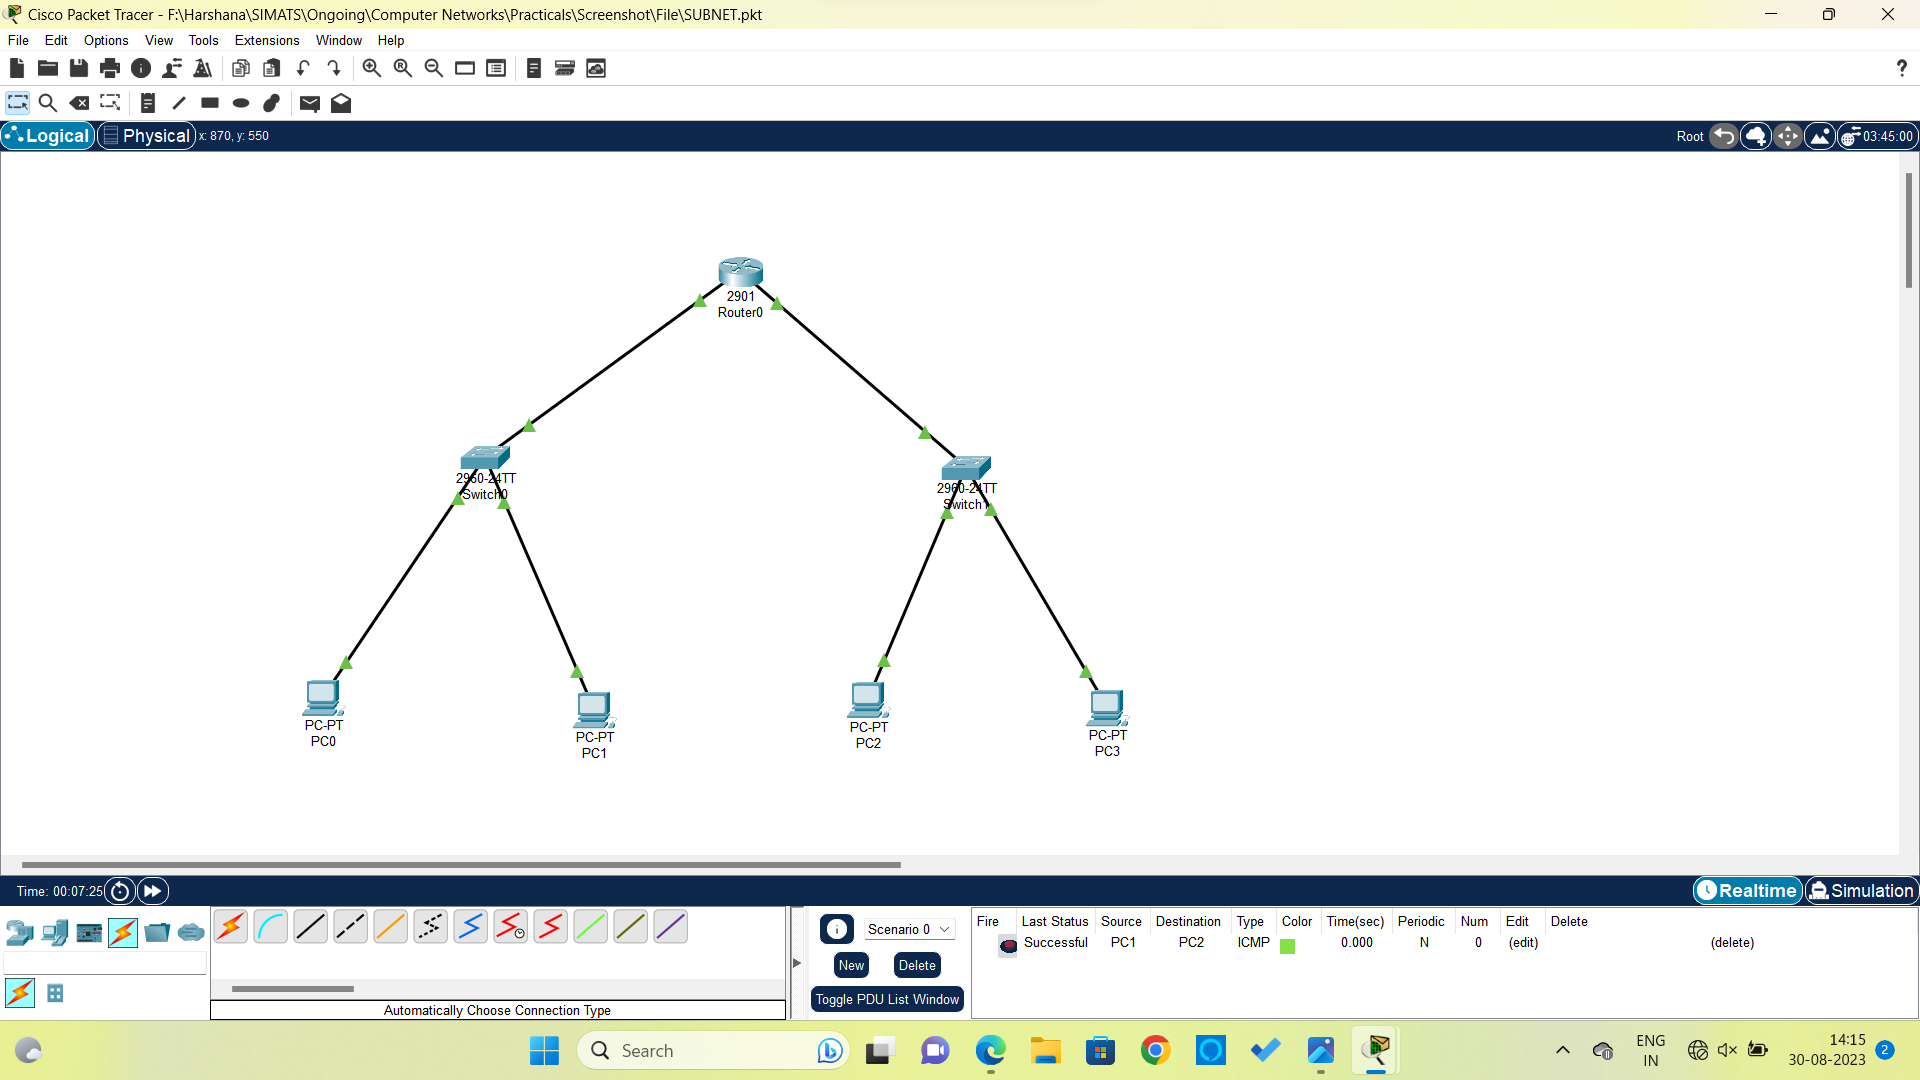 Cisco Packet Tracer - F:\Harshana\SIMATS\Ongoing\Computer Networks\Practicals\Screenshot\File\SUBNET.pkt
File Edit Options View Tools Extensions Window Help
?
Logical Physical x: 870, y: 550 Root 03:45:00
2901
Router0
2960-24TT
Switch0
2960-24TT
Switch1
PC-PT
PC0
PC-PT
PC1
PC-PT
PC2
PC-PT
PC3
Time: 00:07:25 Realtime Simulation
Scenario 0
New Delete
Toggle PDU List Window
Fire Last Status Source Destination Type Color Time(sec) Periodic Num Edit Delete
Successful PC1 PC2 ICMP 0.000 N 0 (edit) (delete)
Automatically Choose Connection Type
Search
ENG
IN
14:15
30-08-2023
2